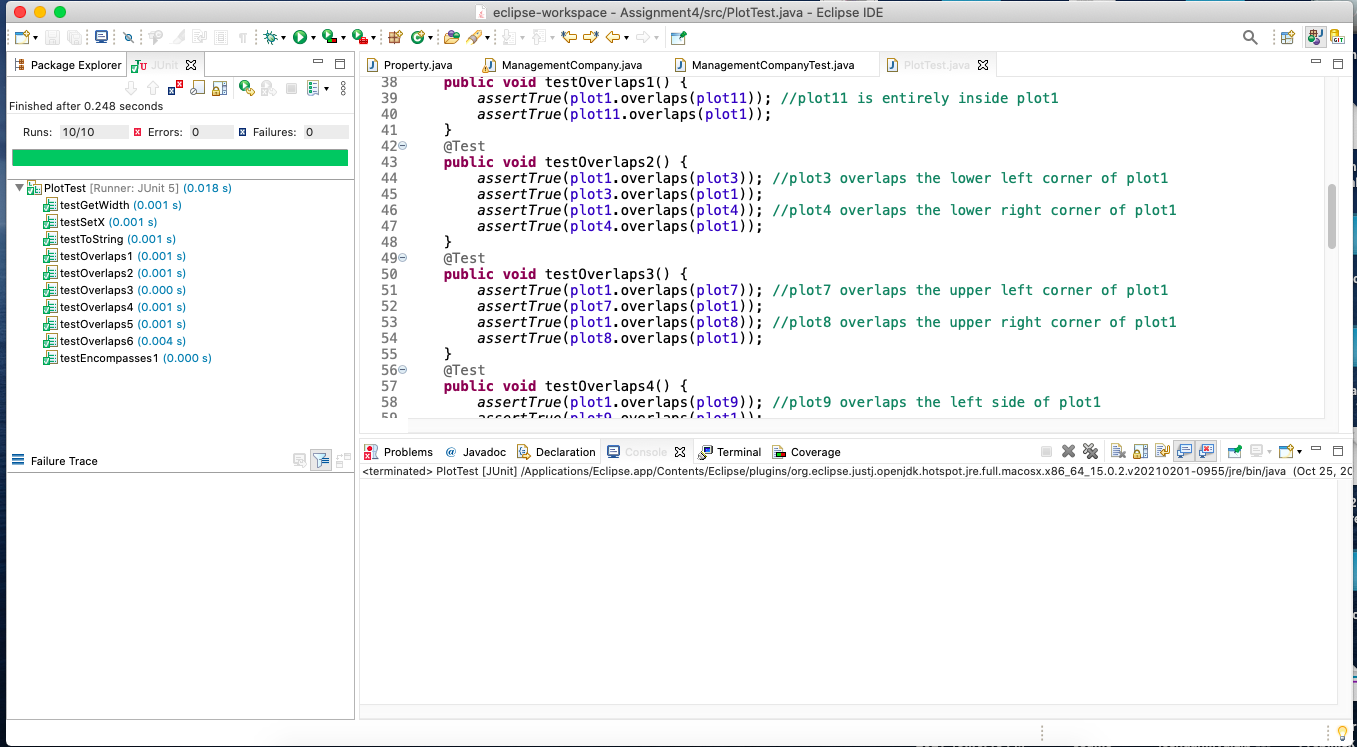 eclipse-workspace - Assignment4/src/PlotTest.java - Eclipse IDE
Package Explorer
JUnit
Finished after 0.248 seconds
Runs: 10/10 Errors: 0 Failures: 0
PlotTest [Runner: JUnit 5] (0.018 s)
testGetWidth (0.001 s)
testSetX (0.001 s)
testToString (0.001 s)
testOverlaps1 (0.001 s)
testOverlaps2 (0.001 s)
testOverlaps3 (0.000 s)
testOverlaps4 (0.001 s)
testOverlaps5 (0.001 s)
testOverlaps6 (0.004 s)
testEncompasses1 (0.000 s)
Failure Trace
Property.java
ManagementCompany.java
ManagementCompanyTest.java
PlotTest.java
38 public void testOverlaps1() {
39 assertTrue(plot1.overlaps(plot11)); //plot11 is entirely inside plot1
40 assertTrue(plot11.overlaps(plot1));
41 }
42 @Test
43 public void testOverlaps2() {
44 assertTrue(plot1.overlaps(plot3)); //plot3 overlaps the lower left corner of plot1
45 assertTrue(plot3.overlaps(plot1));
46 assertTrue(plot1.overlaps(plot4)); //plot4 overlaps the lower right corner of plot1
47 assertTrue(plot4.overlaps(plot1));
48 }
49 @Test
50 public void testOverlaps3() {
51 assertTrue(plot1.overlaps(plot7)); //plot7 overlaps the upper left corner of plot1
52 assertTrue(plot7.overlaps(plot1));
53 assertTrue(plot1.overlaps(plot8)); //plot8 overlaps the upper right corner of plot1
54 assertTrue(plot8.overlaps(plot1));
55 }
56 @Test
57 public void testOverlaps4() {
58 assertTrue(plot1.overlaps(plot9)); //plot9 overlaps the left side of plot1
59 assertTrue(plot9.overlaps(plot1));
Problems
@ Javadoc
Declaration
Console
Terminal
Coverage
<terminated> PlotTest [JUnit] /Applications/Eclipse.app/Contents/Eclipse/plugins/org.eclipse.justj.openjdk.hotspot.jre.full.macosx.x86_64_15.0.2.v20210201-0955/jre/bin/java (Oct 25, 20